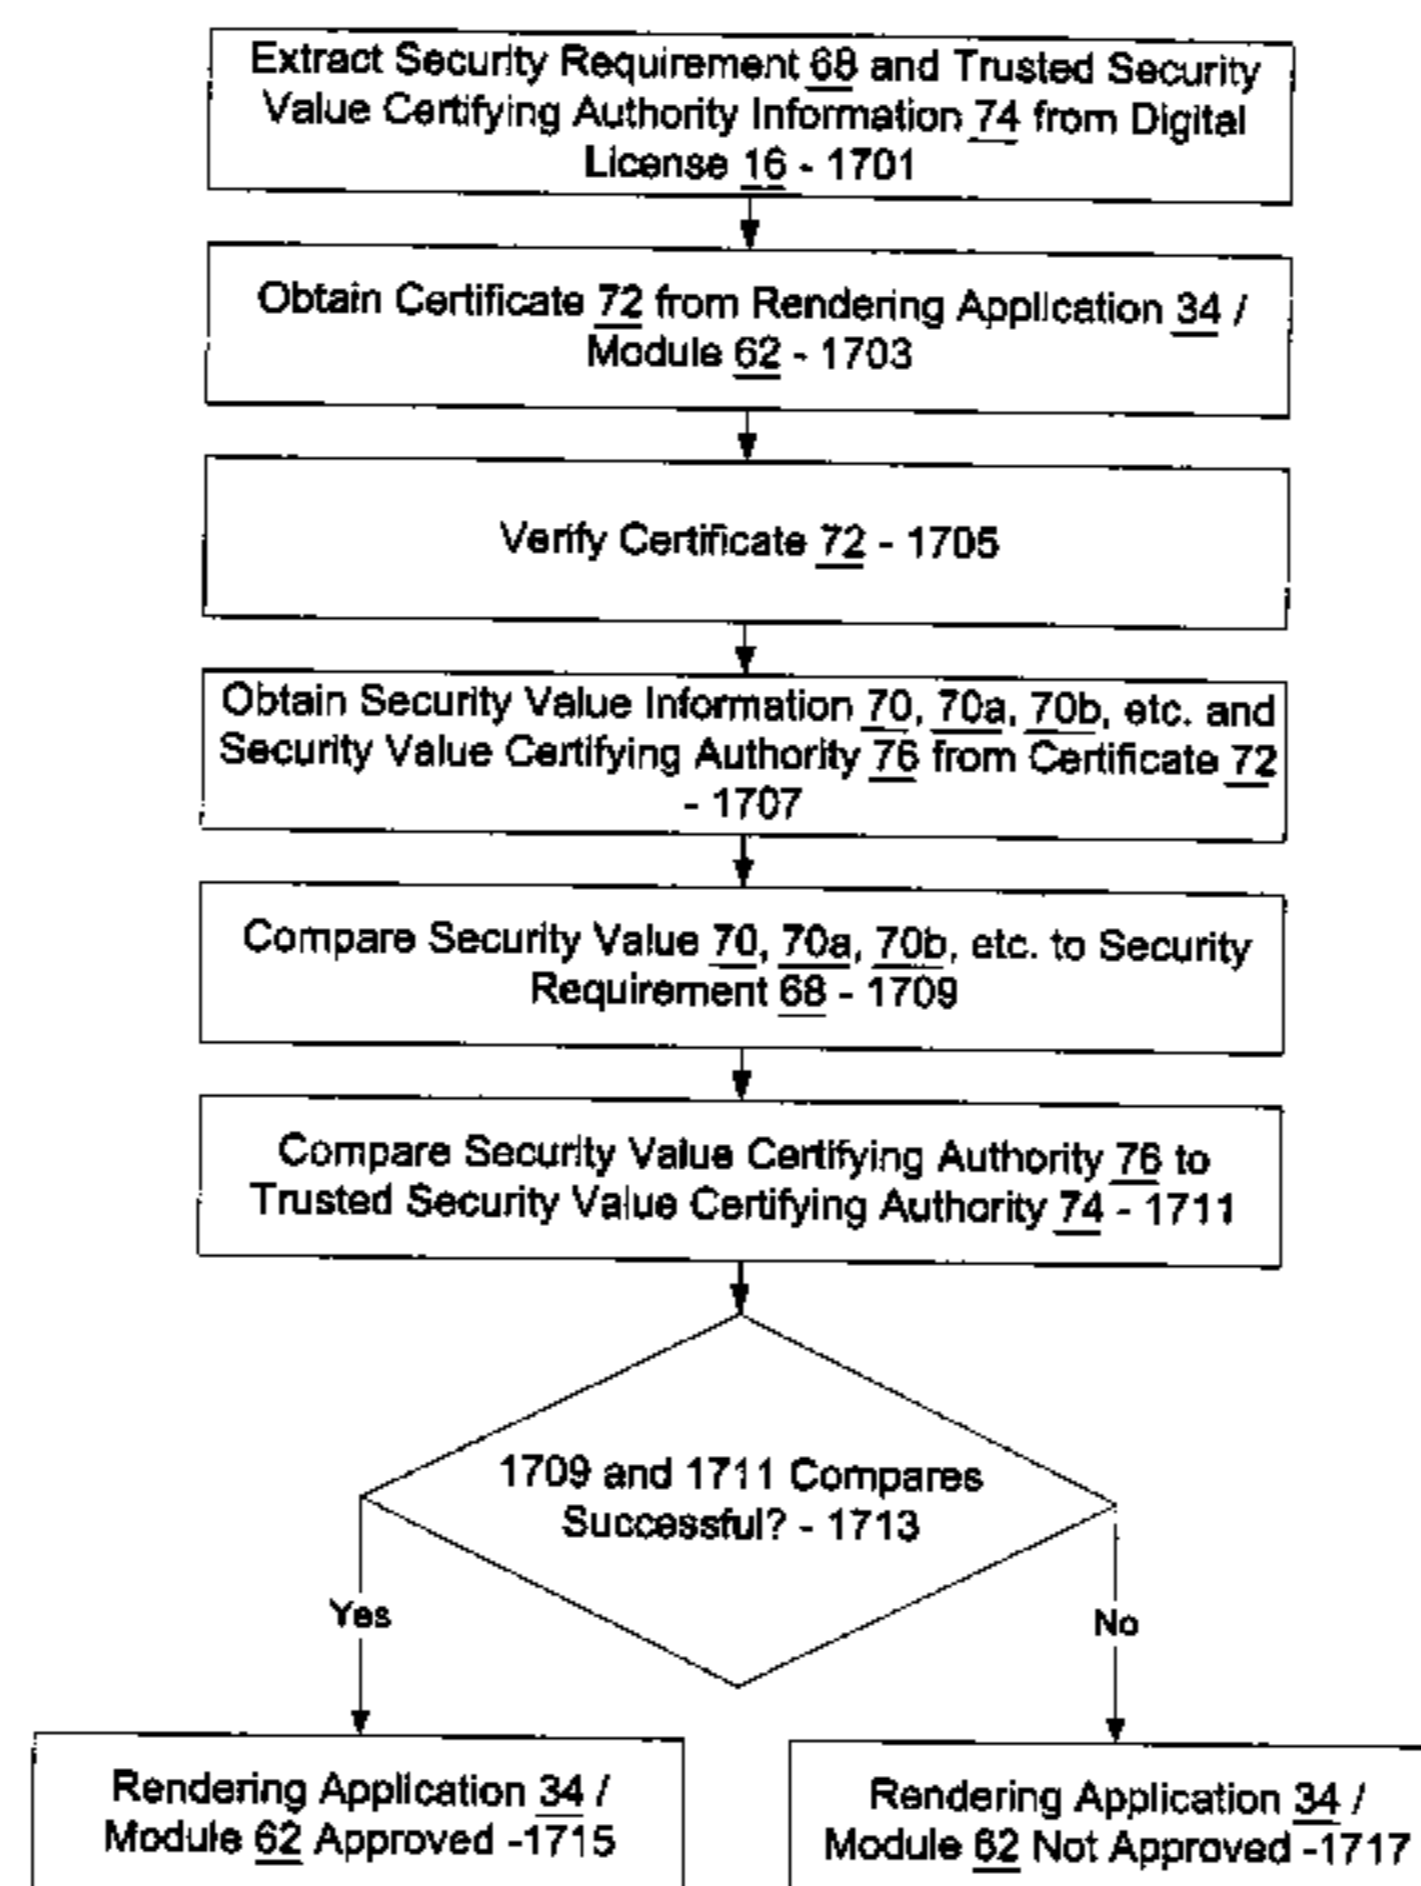 Extract Security Requirement 68 and Trusted Security
Value Certifying Authority Information 74 from Digital
License 16 - 1701
Obtain Certificate 72 from Rendering Application 34 /
Module 62 - 1703
Verify Certificate 72 - 1705
Obtain Security Value Information 70, 70a, 70b, etc. and
Security Value Certifying Authority 76 from Certificate 72
- 1707
Compare Security Value 70, 70a, 70b, etc. to Security
Requirement 68 - 1709
Compare Security Value Certifying Authority 76 to
Trusted Security Value Certifying Authority 74 - 1711
1709 and 1711 Compares
Successful? - 1713
Yes
No
Rendering Application 34 /
Module 62 Approved -1715
Rendering Application 34 /
Module 62 Not Approved -1717